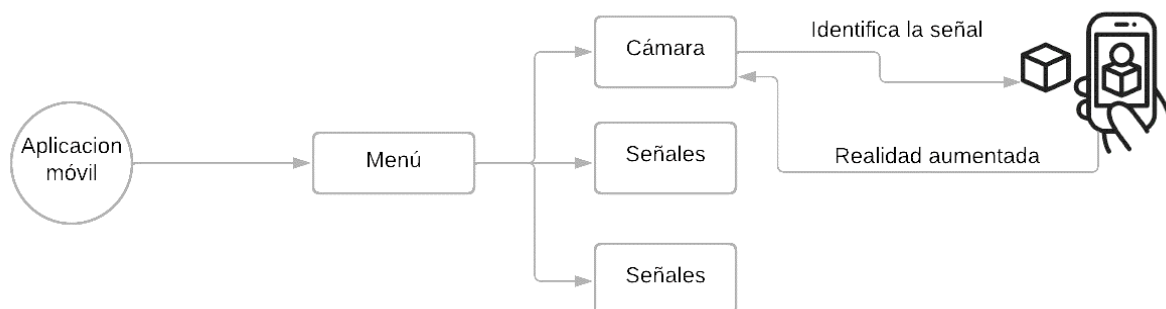 Aplicacion
móvil
Menú
Cámara
Señales
Señales
Identifica la señal
Realidad aumentada